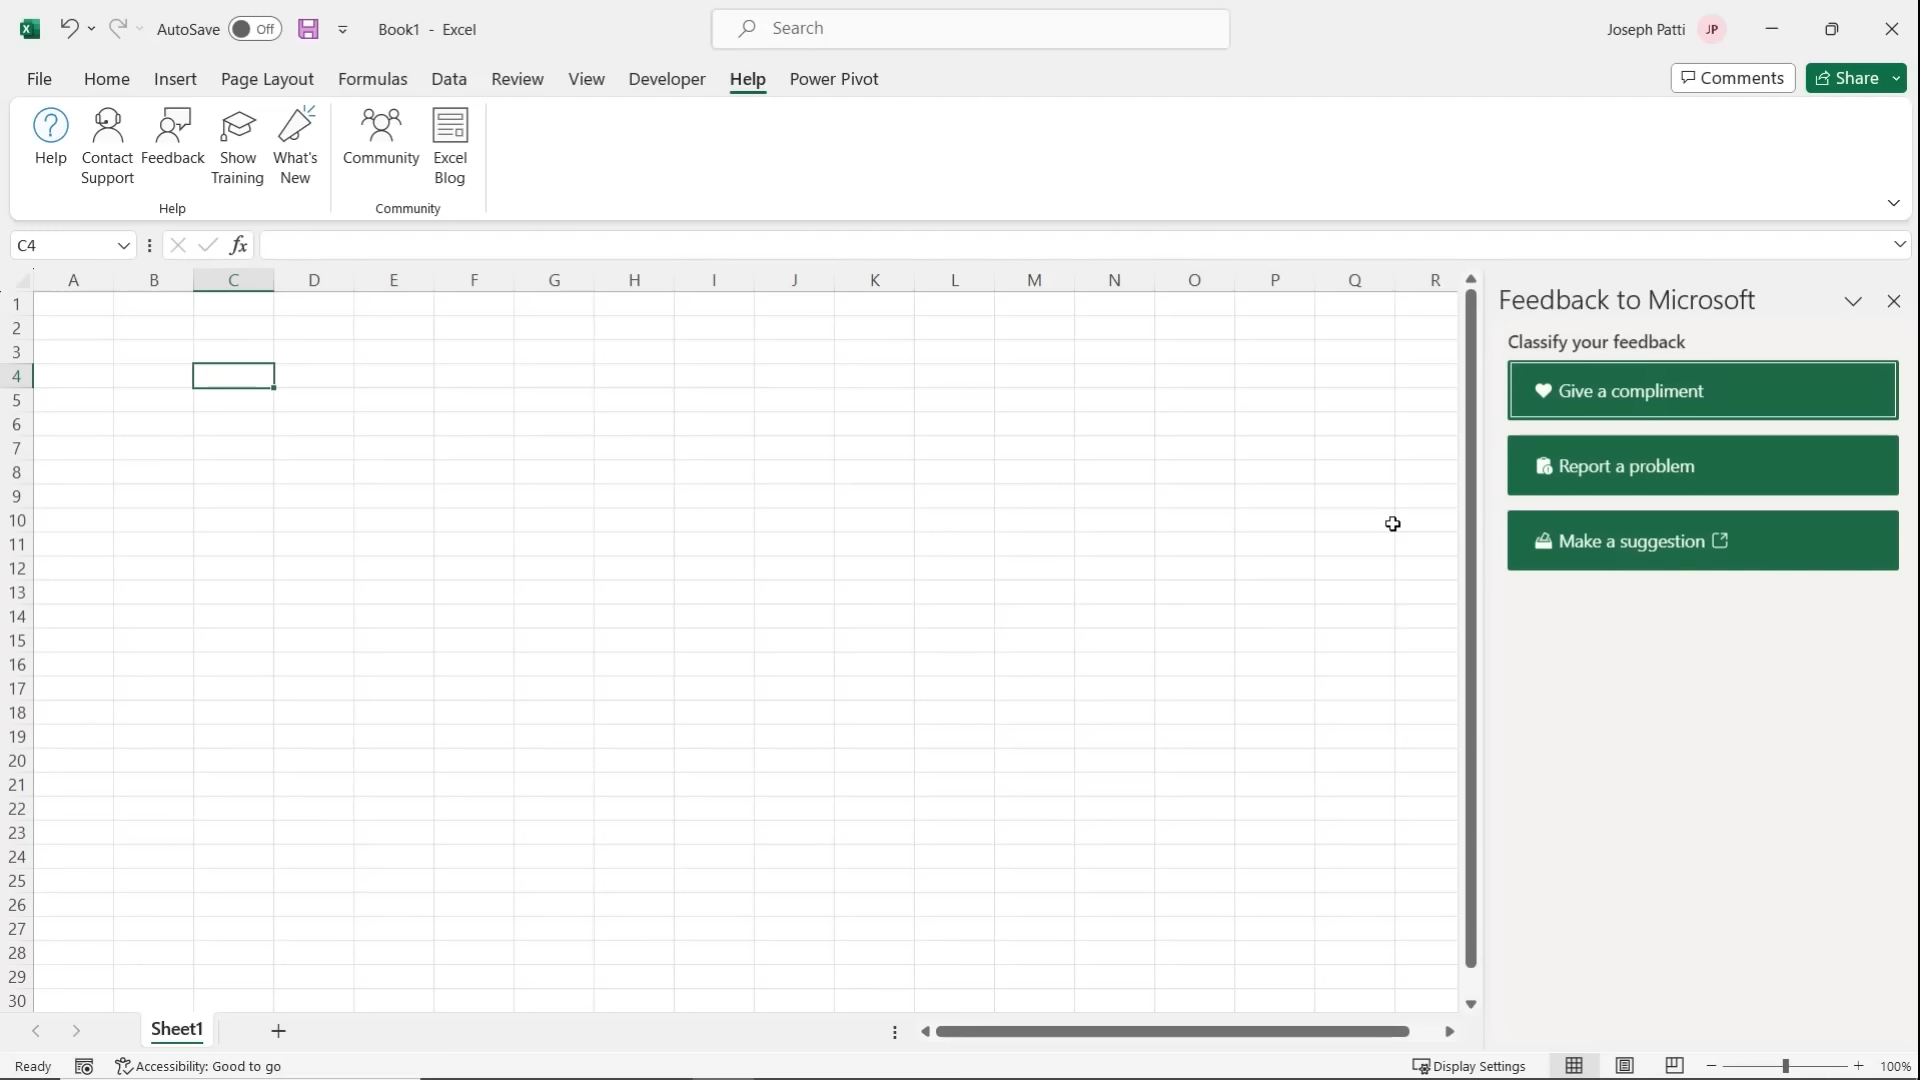 AutoSave Off Book1 - Excel Search Joseph Patti JP
File Home Insert Page Layout Formulas Data Review View Developer Help Power Pivot Comments Share
Help Contact Support Feedback Show Training What's New Community Excel Blog
Help Community
C4 fx
A B C D E F G H I J K L M N O P Q R
Feedback to Microsoft
Classify your feedback
Give a compliment
Report a problem
Make a suggestion
1
2
3
4
5
6
7
8
9
10
11
12
13
14
15
16
17
18
19
20
21
22
23
24
25
26
27
28
29
30
Sheet1
Ready Accessibility: Good to go Display Settings 100%